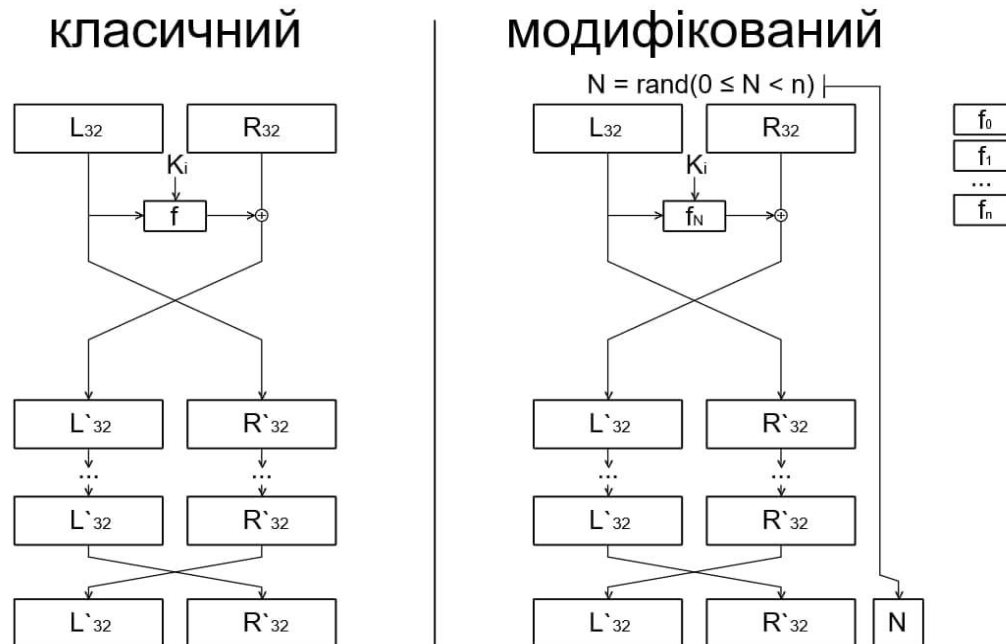 класичний
модифікований
N = rand(0 ≤ N < n)
L₃₂ R₃₂
Kᵢ
f
L`₃₂ R`₃₂
... ...
L`₃₂ R`₃₂
L`₃₂ R`₃₂
L₃₂ R₃₂
Kᵢ
f_N
L`₃₂ R`₃₂
... ...
L`₃₂ R`₃₂
L`₃₂ R`₃₂ N
f₀
f₁
...
fₙ